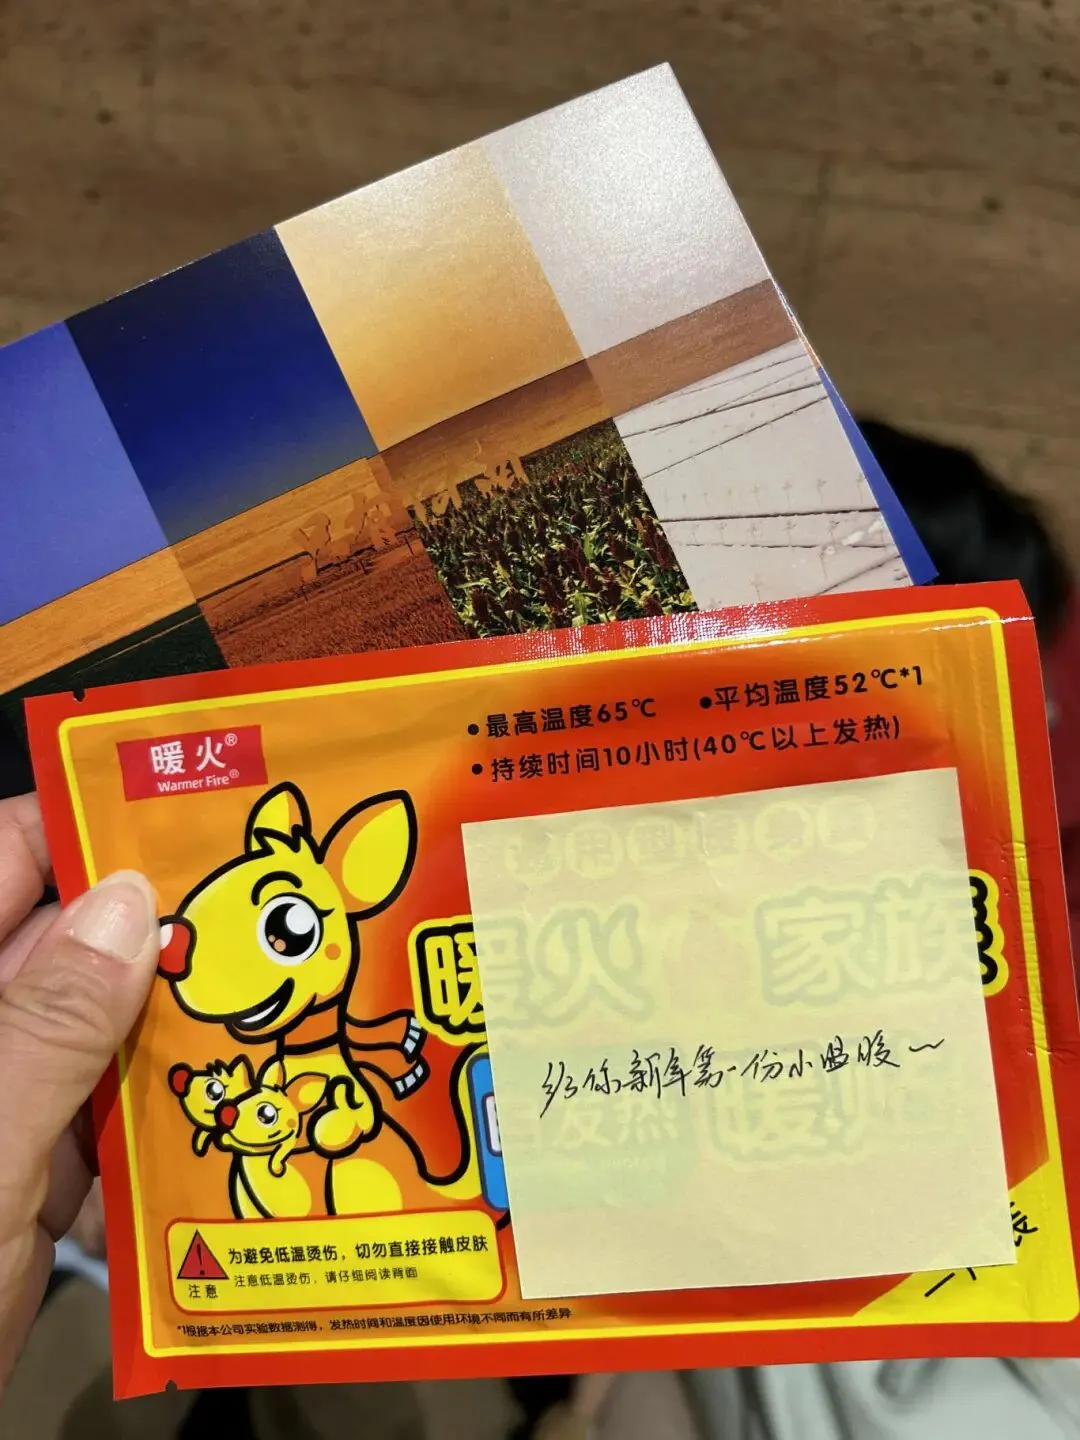 暖火®
Warmer Fire®
●最高温度65℃ ●平均温度52℃*1
●持续时间10小时(40℃以上发热)
暖火 家族
给你新年第一份小温暖~
发热 暖
⚠为避免低温烫伤，切勿直接接触皮肤
注意 注意低温烫伤，请仔细阅读背面
*1根据本公司实验数据测得，发热时间和温度因使用环境不同而有所差异